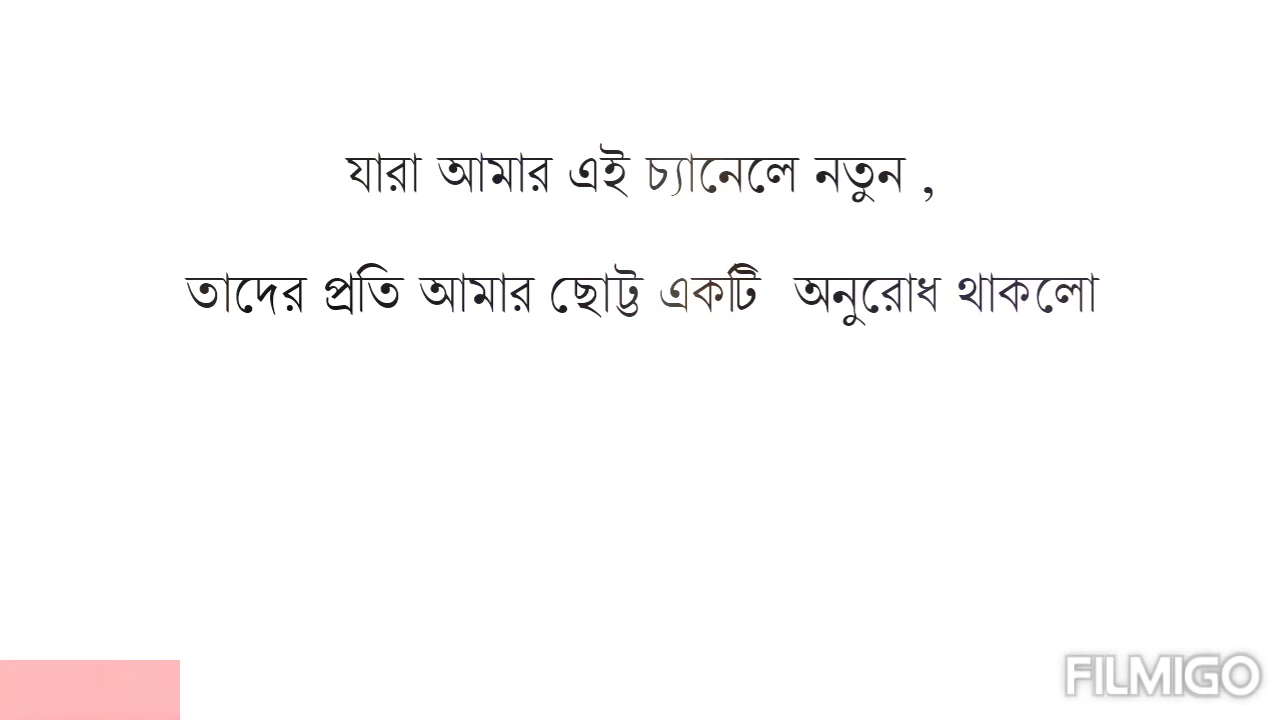 যারা আমার এই চ্যানেলে নতুন ,
তাদের প্রতি আমার ছোট্ট একটি অনুরোধ থাকলো
FILMIGO